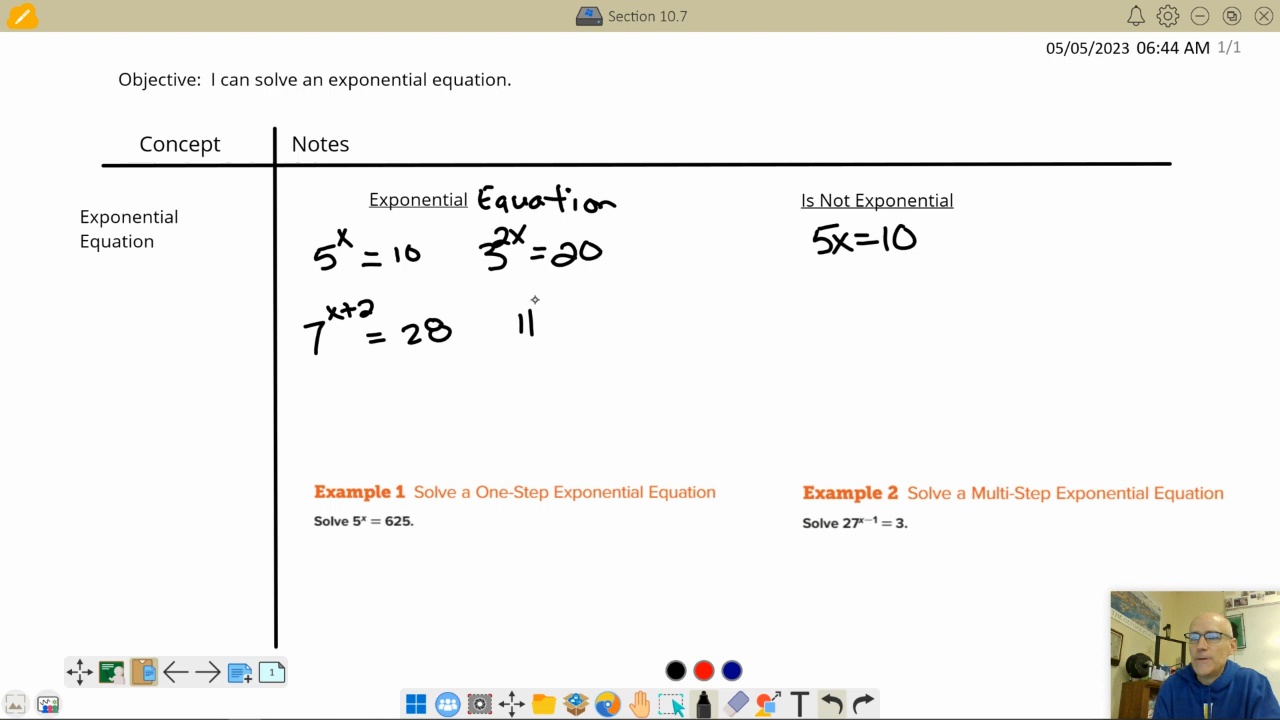 Section 10.7
05/05/2023 06:44 AM 1/1
Objective: I can solve an exponential equation.
Concept Notes
Exponential Equation
Is Not Exponential
Exponential
Equation
5^x = 10
3^2x = 20
5x=10
7^x+2 = 28
11
Example 1 Solve a One-Step Exponential Equation
Solve 5^x = 625.
Example 2 Solve a Multi-Step Exponential Equation
Solve 27^x−1 = 3.
1